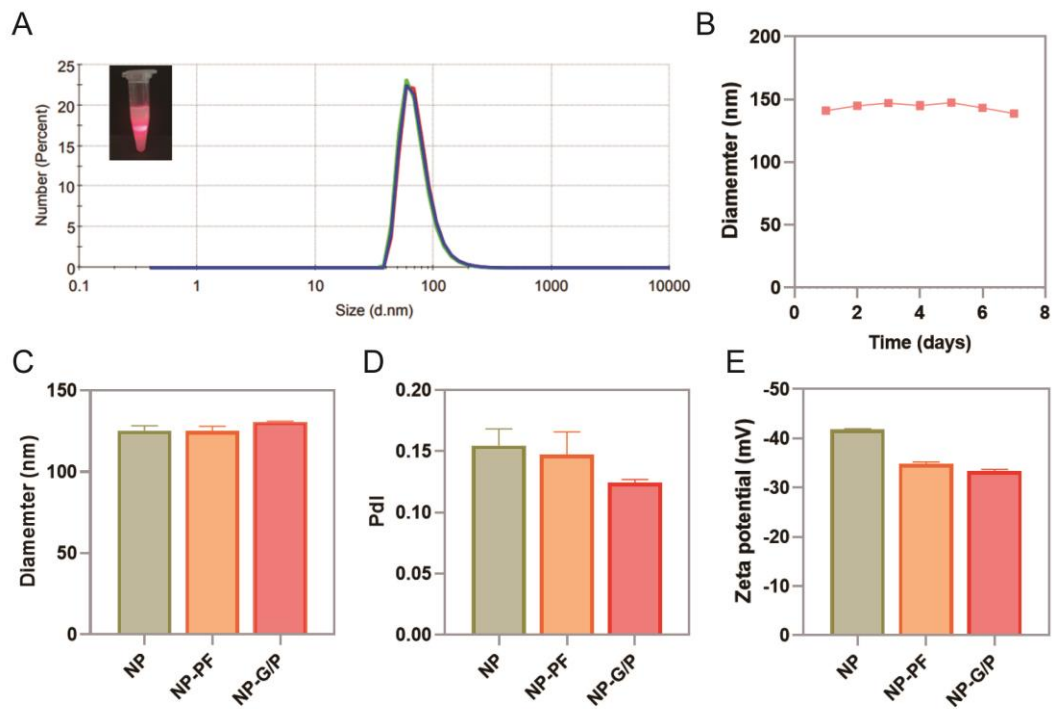 A
25
20
15
10
5
0
Number (Percent)
0.1 1 10 100 1000 10000
Size (d.nm)
B
200
150
100
50
0
Diamemter (nm)
0 2 4 6 8
Time (days)
C
150
100
50
0
Diamemter (nm)
NP NP-PF NP-G/P
D
0.20
0.15
0.10
0.05
0.00
PdI
NP NP-PF NP-G/P
E
-50
-40
-30
-20
-10
0
Zeta potential (mV)
NP NP-PF NP-G/P